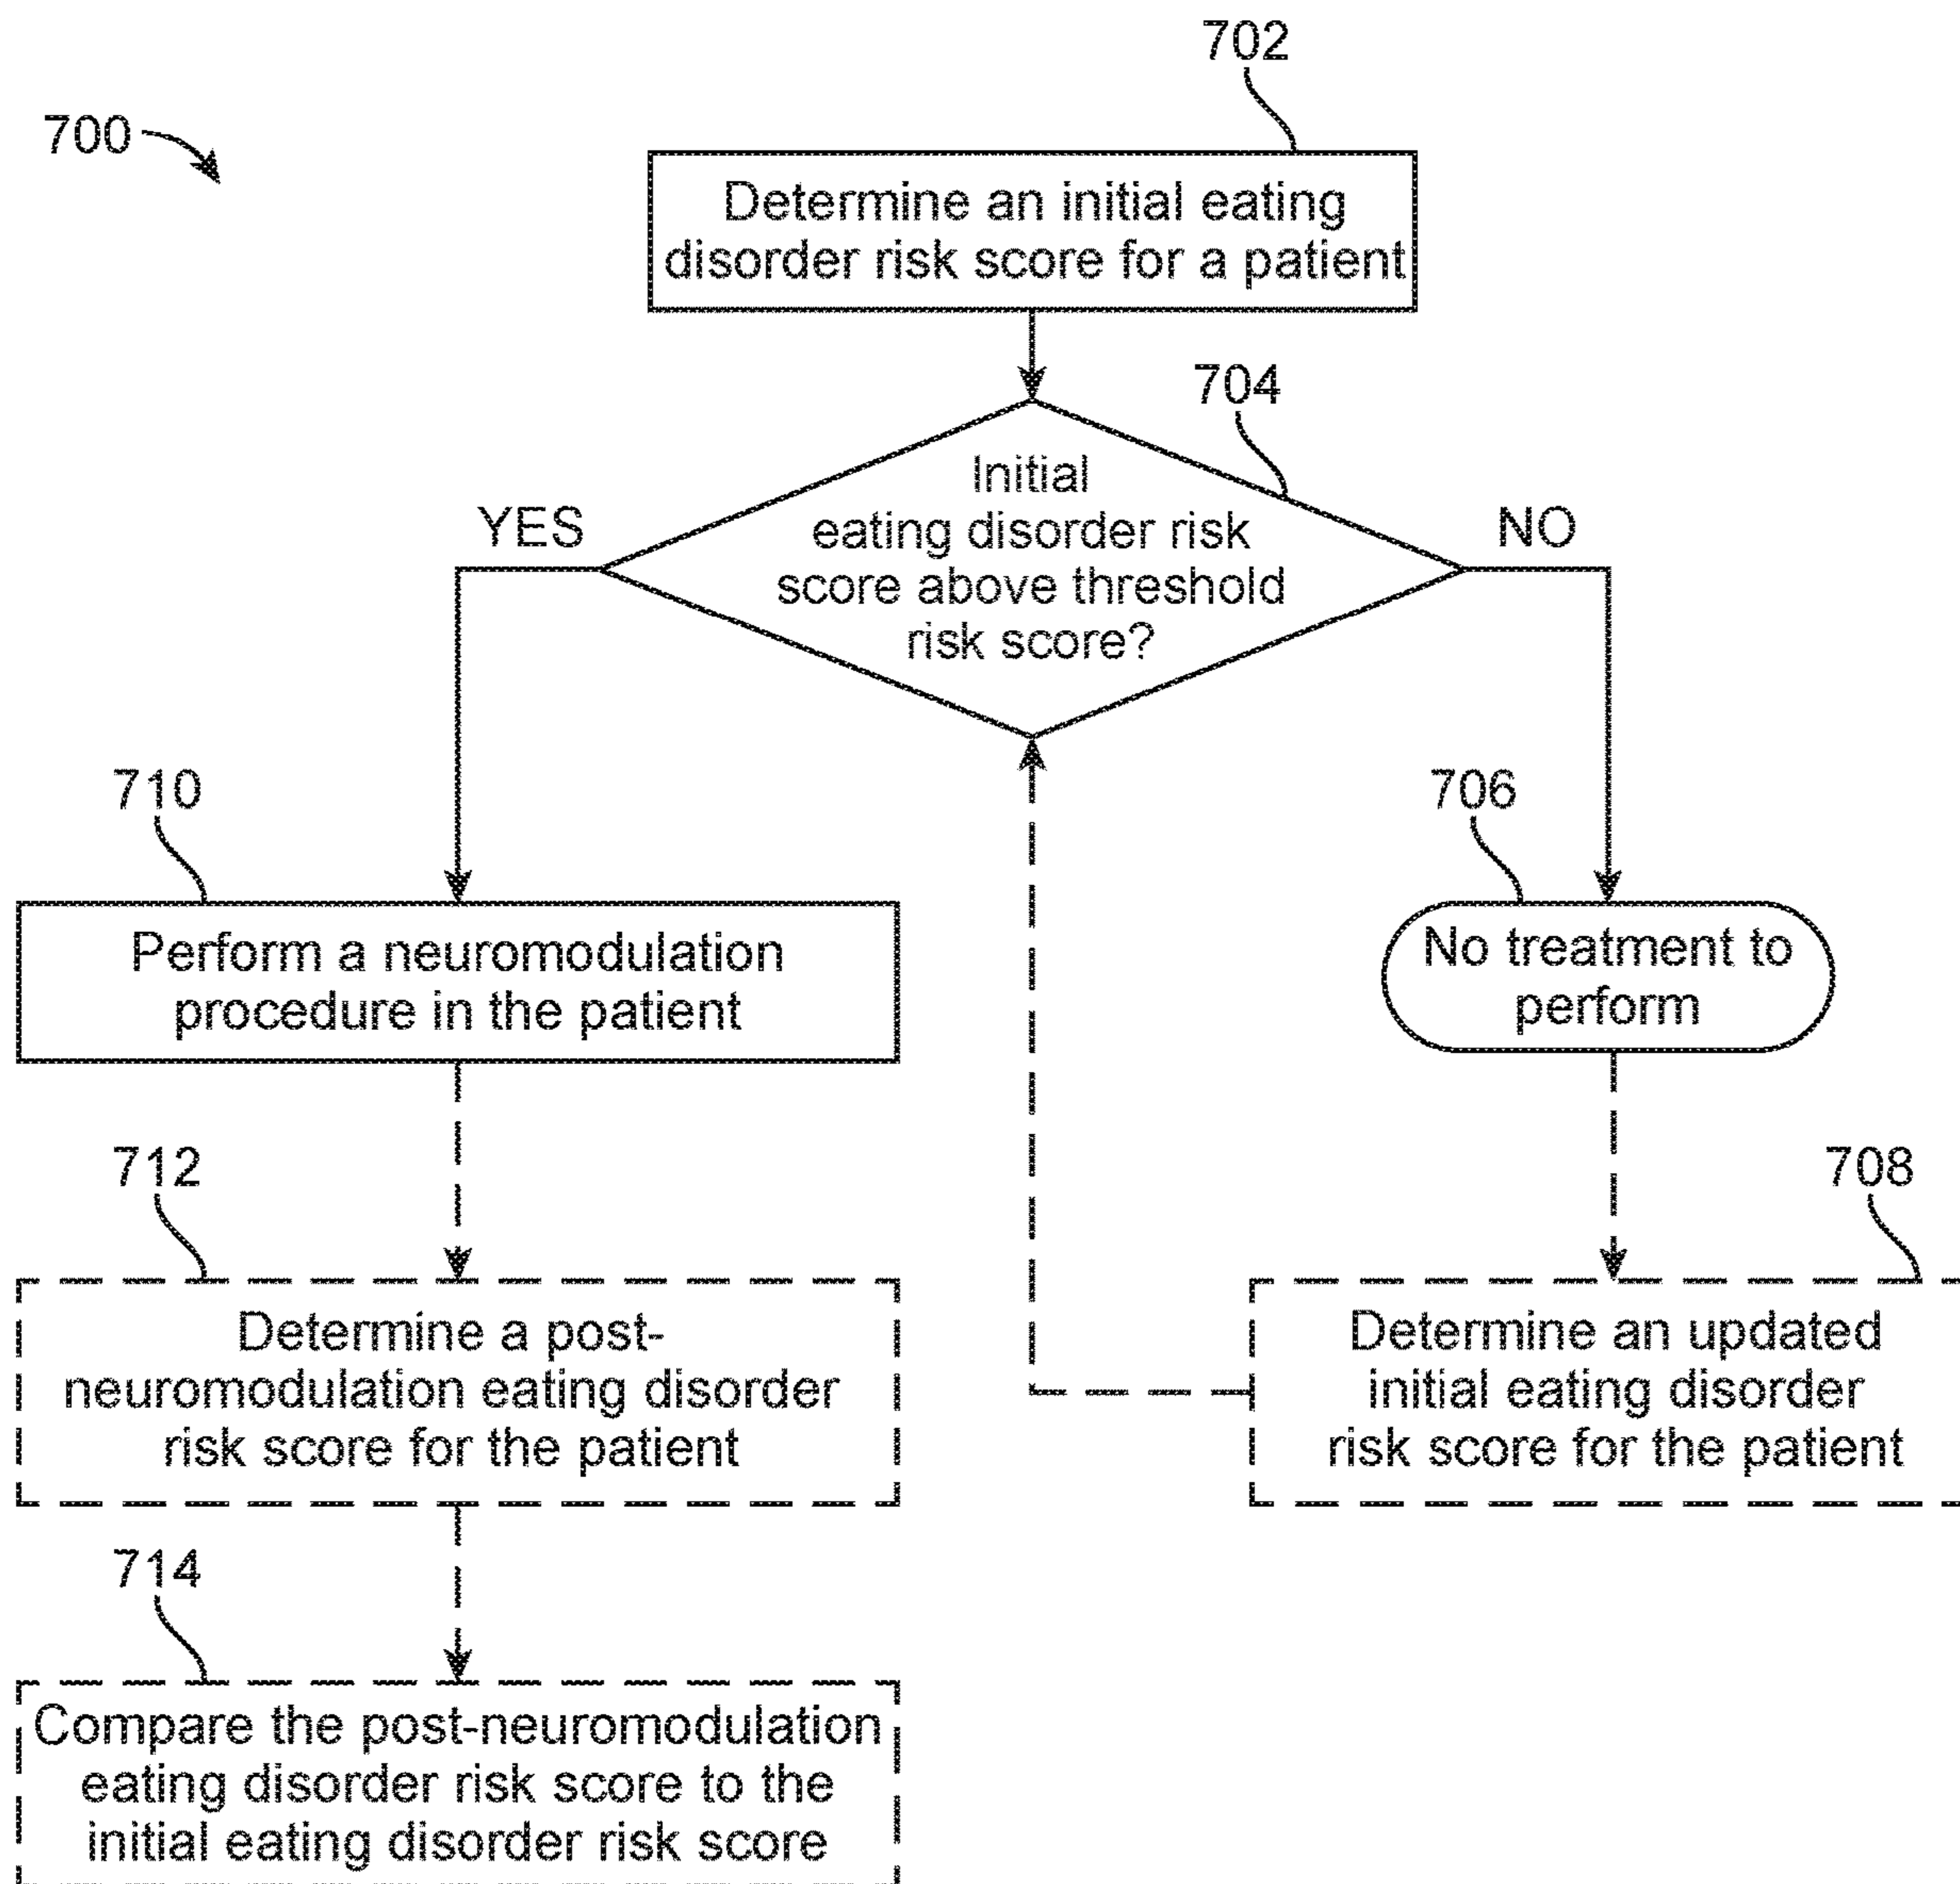 702
700
Determine an initial eating
disorder risk score for a patient
704
Initial
eating disorder risk
score above threshold
risk score?
YES
NO
710
706
Perform a neuromodulation
procedure in the patient
No treatment to
perform
712
708
Determine a post-
neuromodulation eating disorder
risk score for the patient
Determine an updated
initial eating disorder
risk score for the patient
714
Compare the post-neuromodulation
eating disorder risk score to the
initial eating disorder risk score